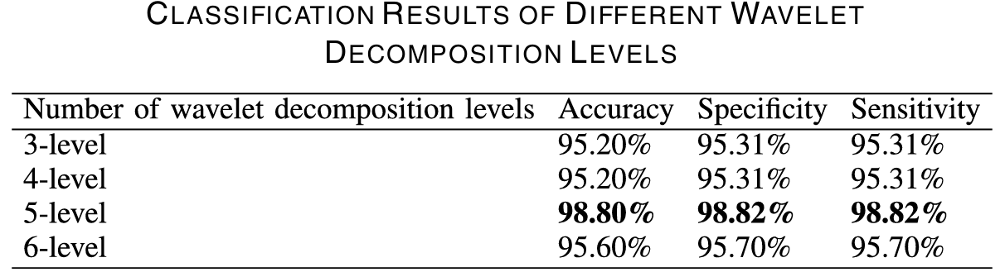 CLASSIFICATION RESULTS OF DIFFERENT WAVELET
DECOMPOSITION LEVELS
Number of wavelet decomposition levels Accuracy Specificity Sensitivity
3-level 95.20% 95.31% 95.31%
4-level 95.20% 95.31% 95.31%
5-level 98.80% 98.82% 98.82%
6-level 95.60% 95.70% 95.70%